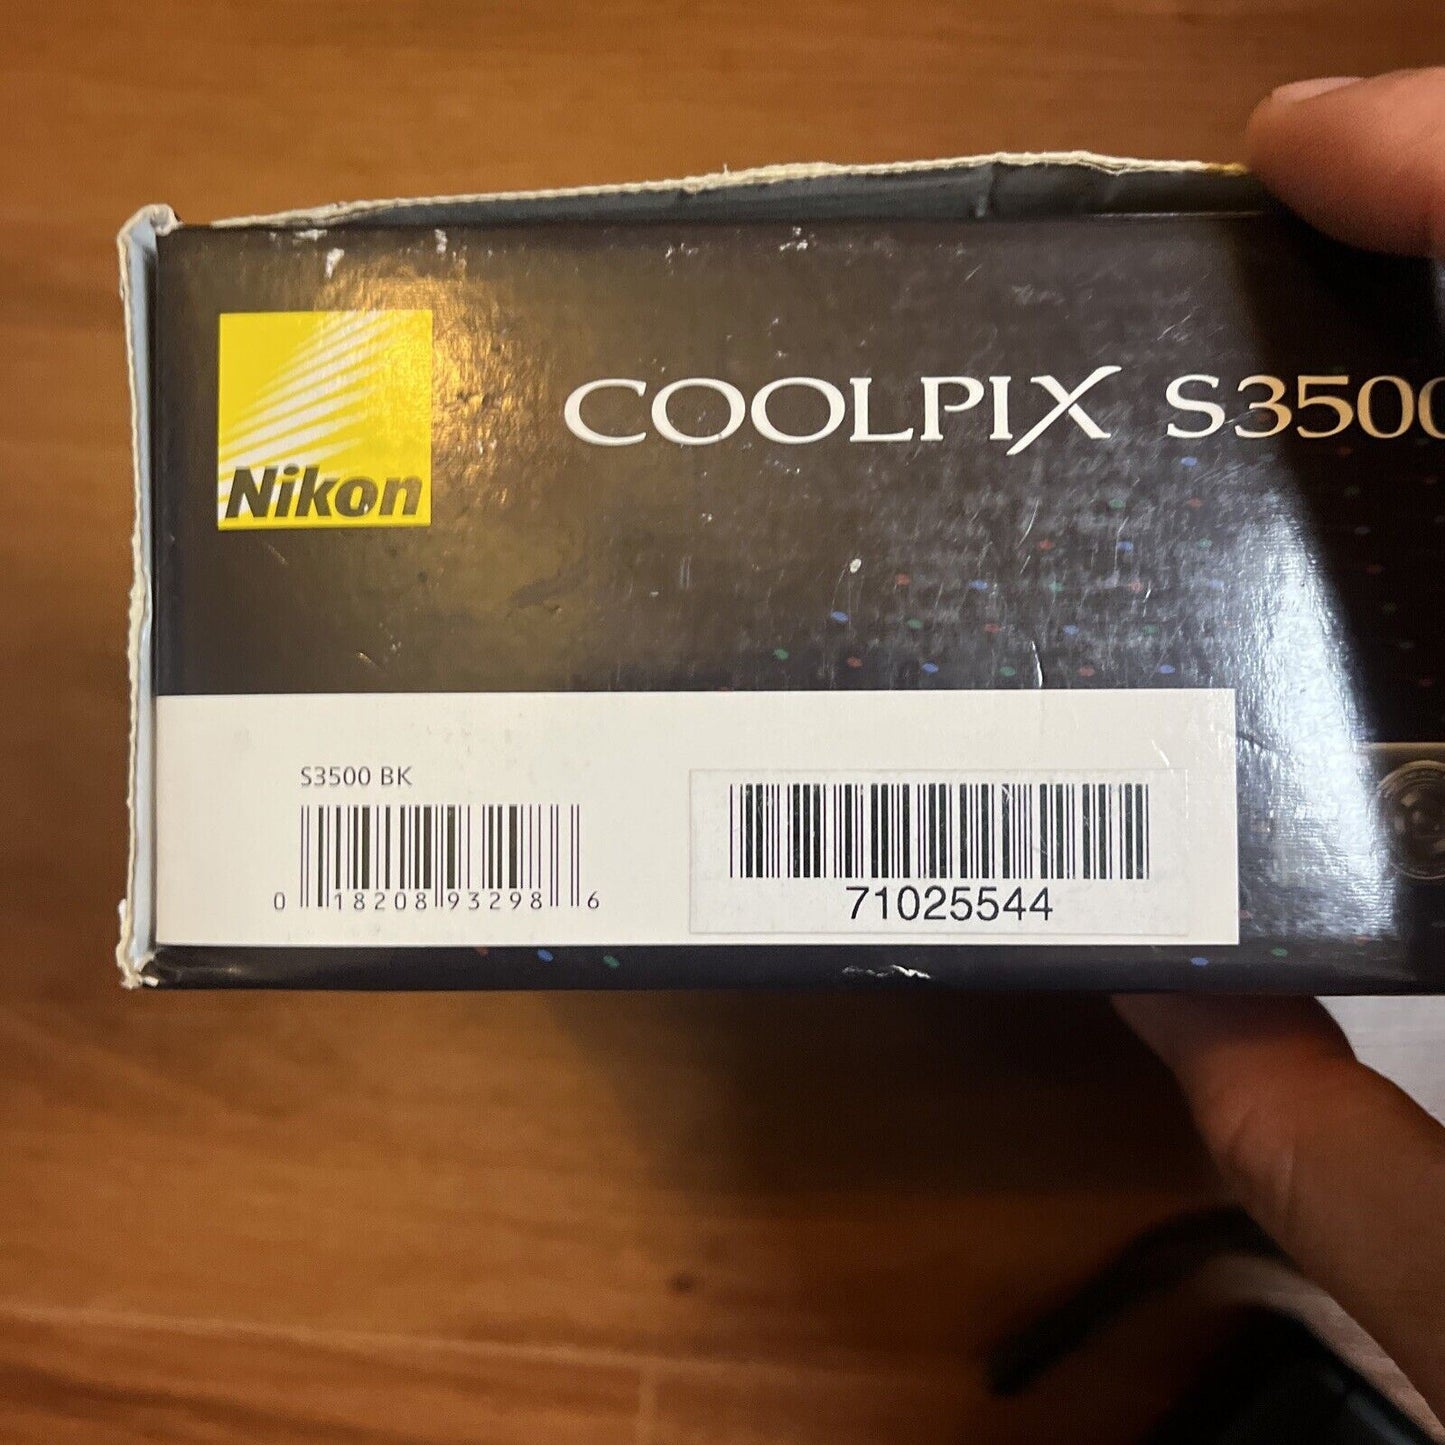 Nikon
COOLPIX S3500
S3500 BK
0 18208 93298 6
71025544